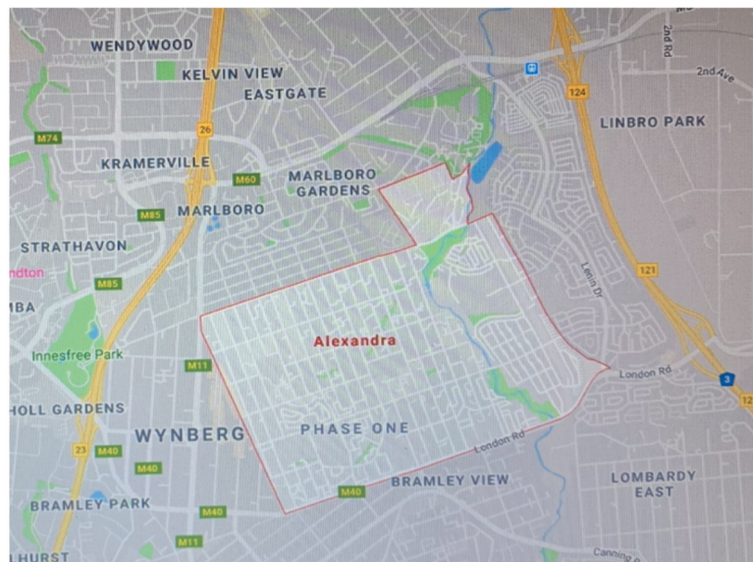 WENDYWOOD
KELVIN VIEW
EASTGATE
2nd Rd
2nd Ave
124
26
LINBRO PARK
M74
KRAMERVILLE
MARLBORO
GARDENS
M60
M85
MARLBORO
STRATHAVON
ndton
M85
121
Lenin Dr
MBA
Alexandra
Innesfree Park
M11
London Rd
3
12
HOLL GARDENS
PHASE ONE
WYNBERG
London Rd
23
M40
M40
BRAMLEY VIEW
LOMBARDY
EAST
M40
BRAMLEY PARK
M40
M11
LHURST
Canning